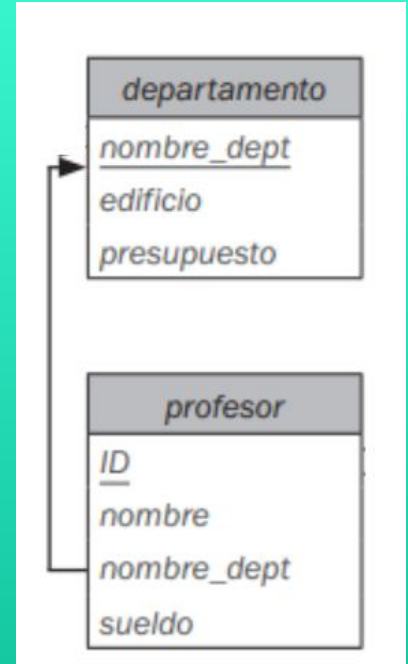 departamento
nombre_dept
edificio
presupuesto
profesor
ID
nombre
nombre_dept
sueldo